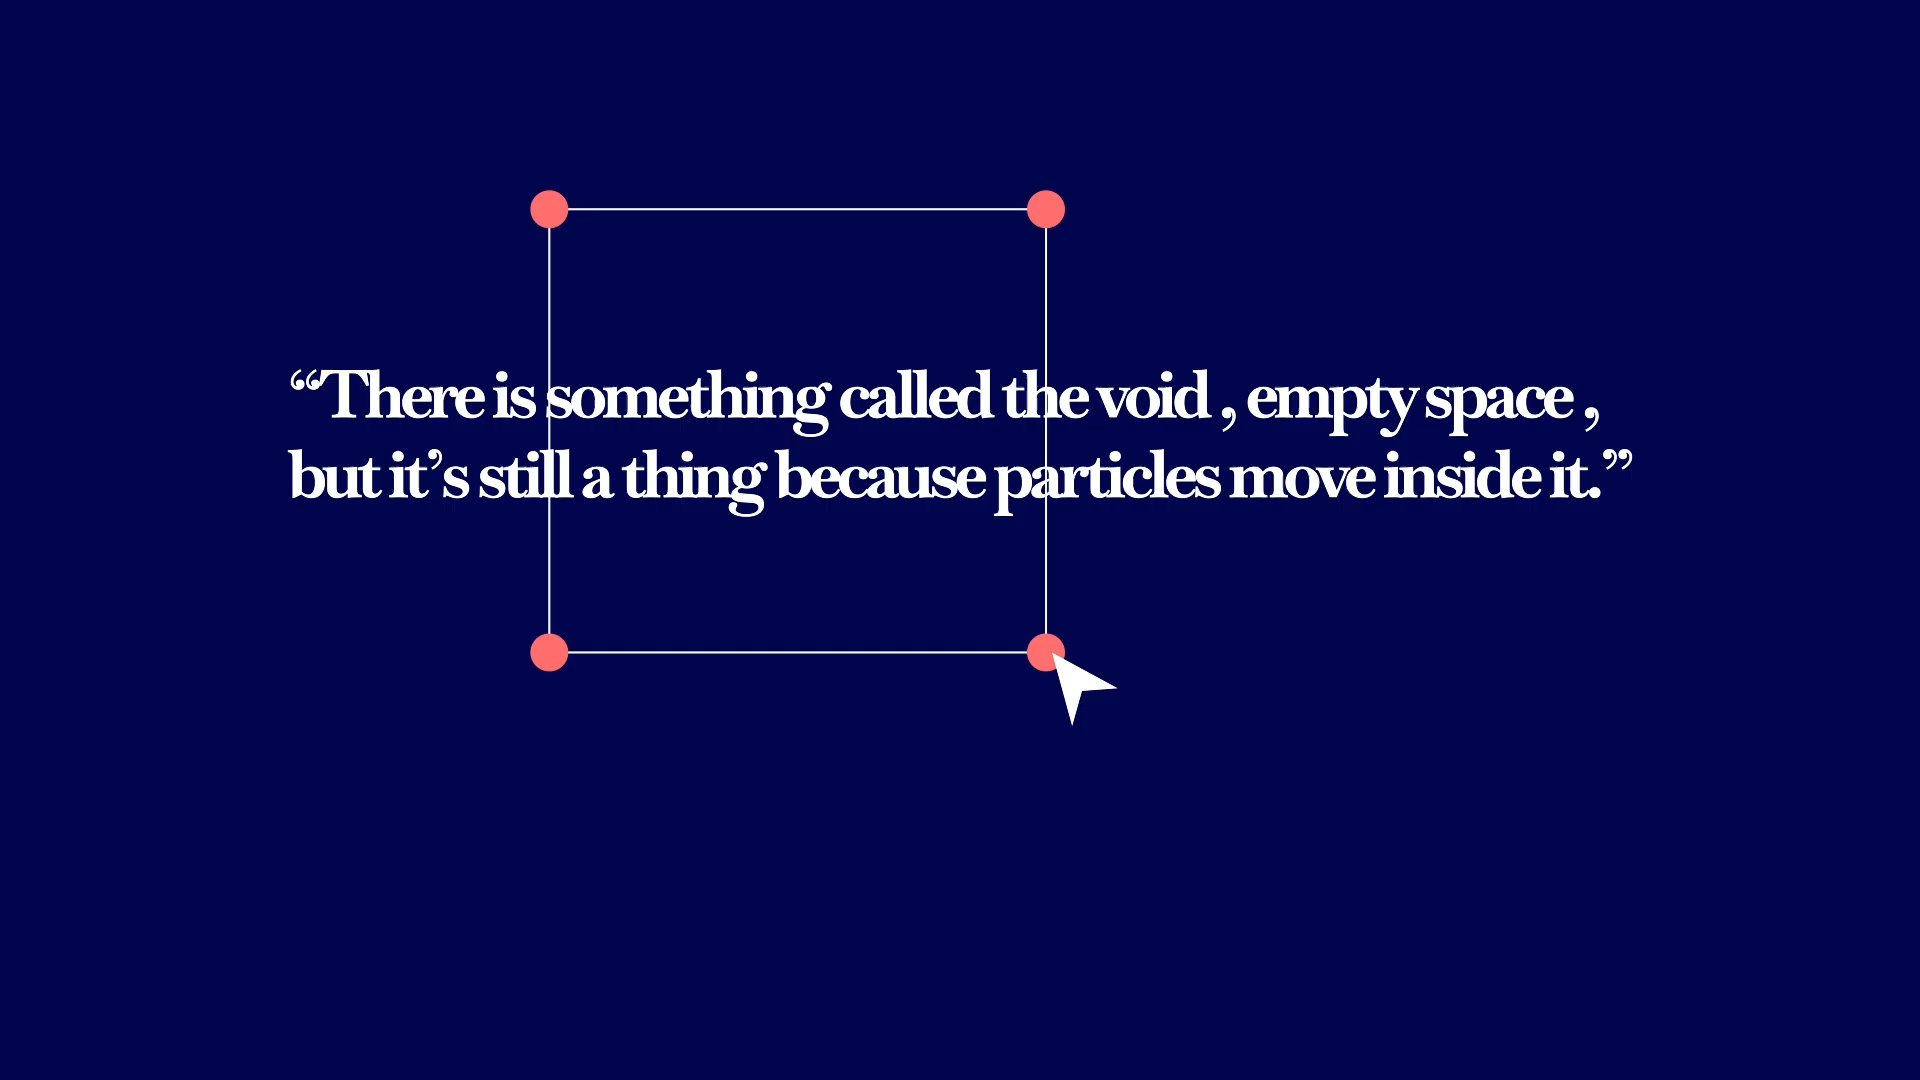 “There is something called the void , empty space ,
but it’s still a thing because particles move inside it.”